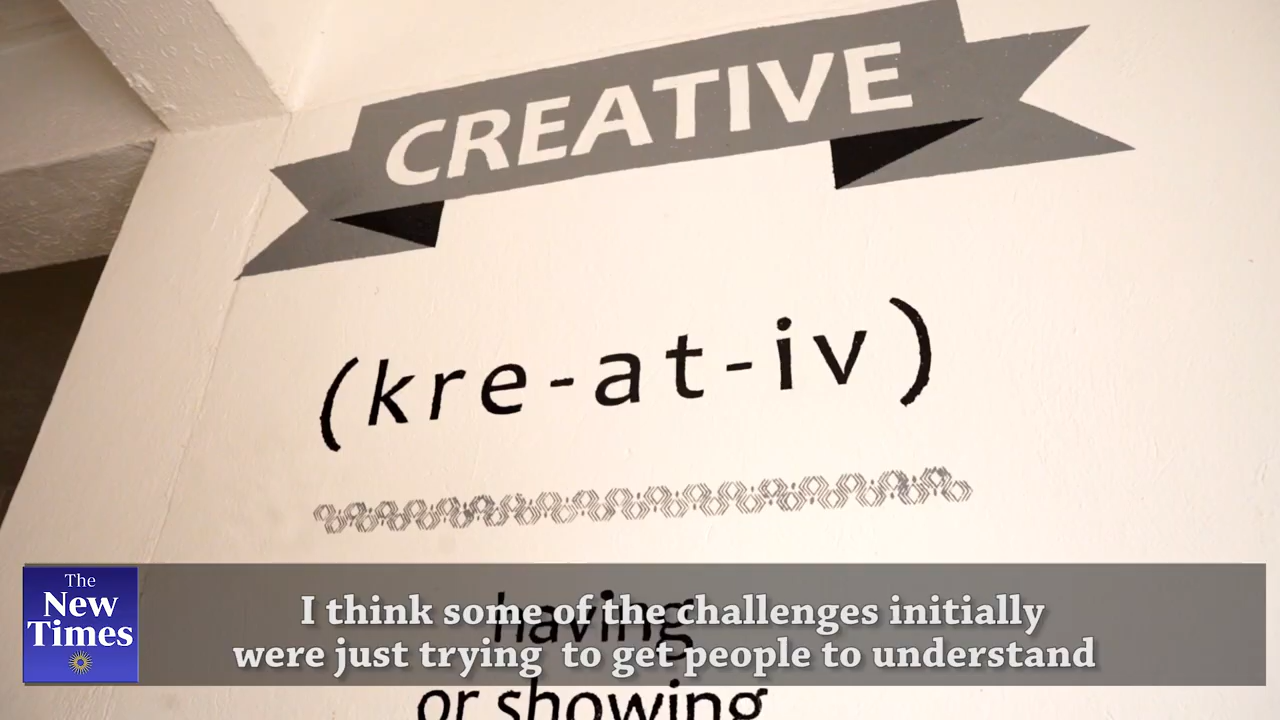 CREATIVE
(kre-at-iv)
having
or showing
The
New
Times
I think some of the challenges initially
were just trying to get people to understand